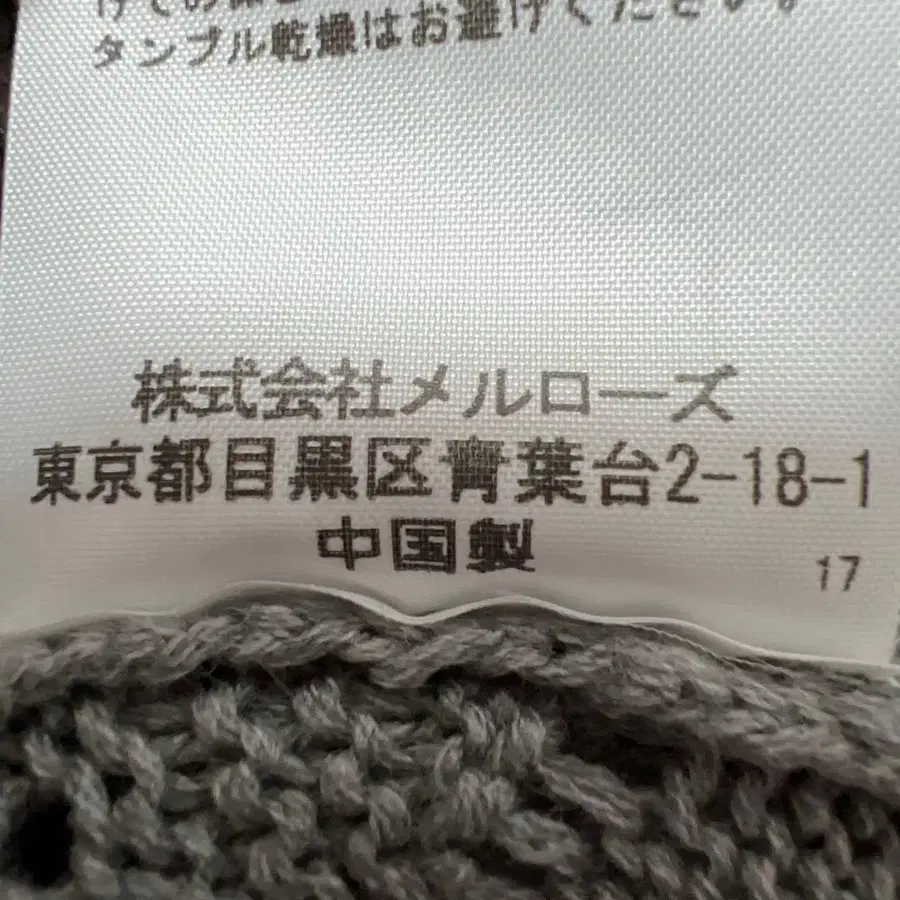 タンブル乾燥はお避けください。
株式会社メルローズ
東京都目黒区青葉台2-18-1
中国製
17